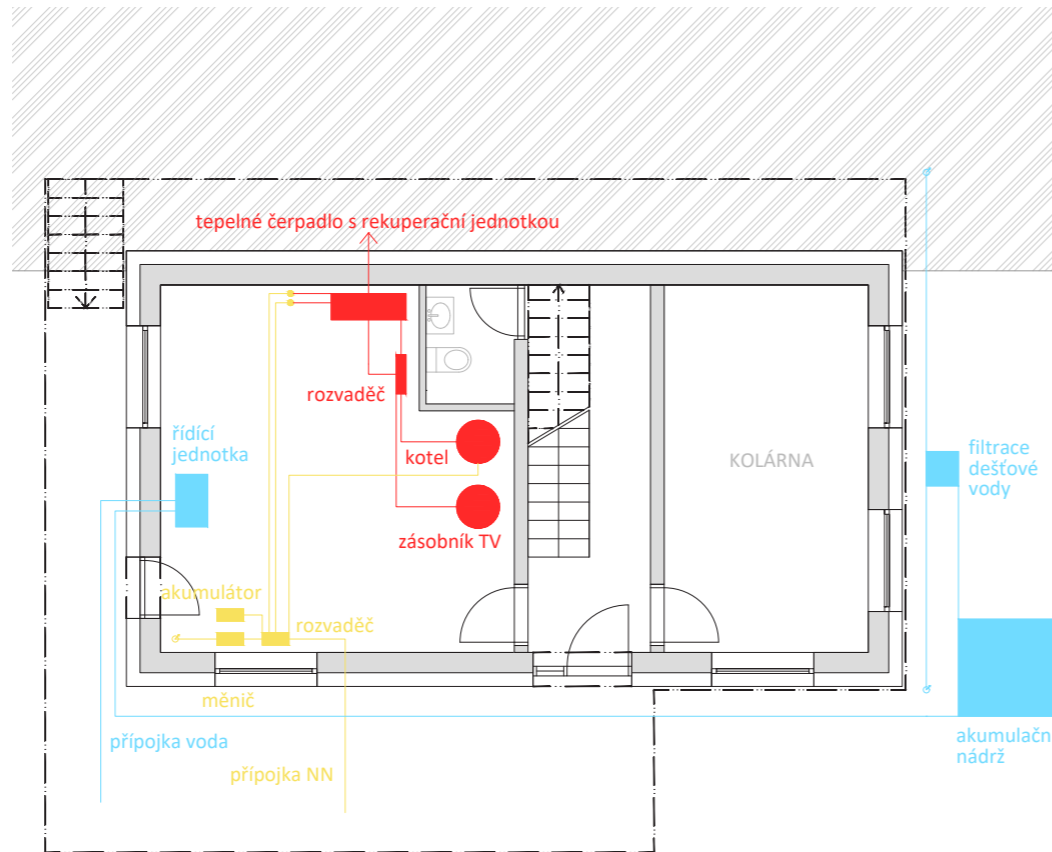 tepelné čerpadlo s rekuperační jednotkou
rozvaděč
řídící
jednotka
kotel
KOLÁRNA
filtrace
dešťové
vody
zásobník TV
akumulátor
rozvaděč
měnič
přípojka voda
akumulačn
nádrž
přípojka NN